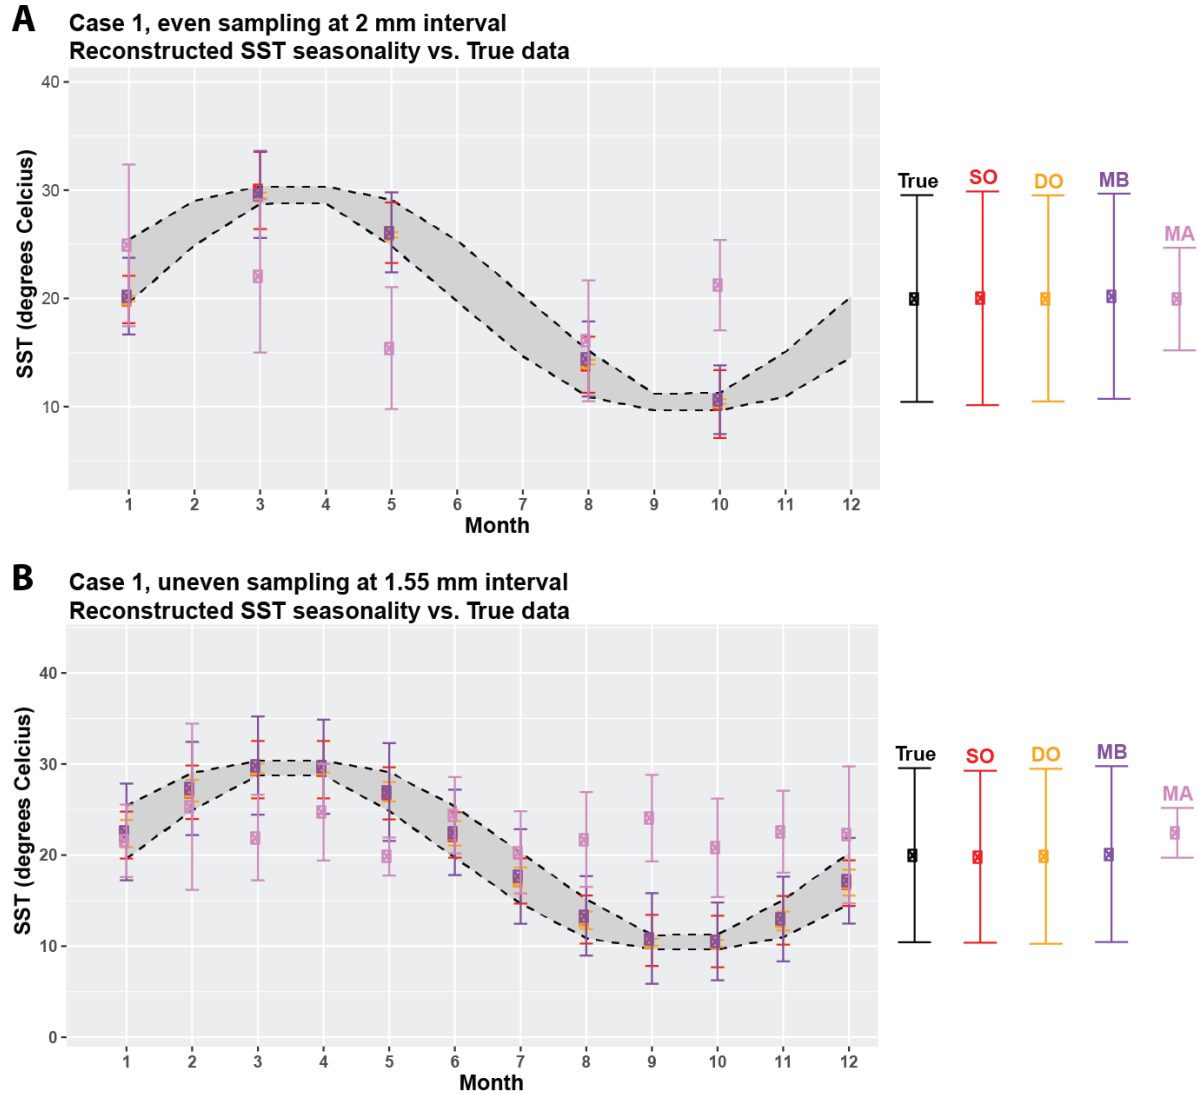 A
Case 1, even sampling at 2 mm interval
Reconstructed SST seasonality vs. True data
SST (degrees Celcius)
40
30
20
10
1 2 3 4 5 6 7 8 9 10 11 12
Month
True SO DO MB MA
B
Case 1, uneven sampling at 1.55 mm interval
Reconstructed SST seasonality vs. True data
SST (degrees Celcius)
40
30
20
10
0
1 2 3 4 5 6 7 8 9 10 11 12
Month
True SO DO MB MA